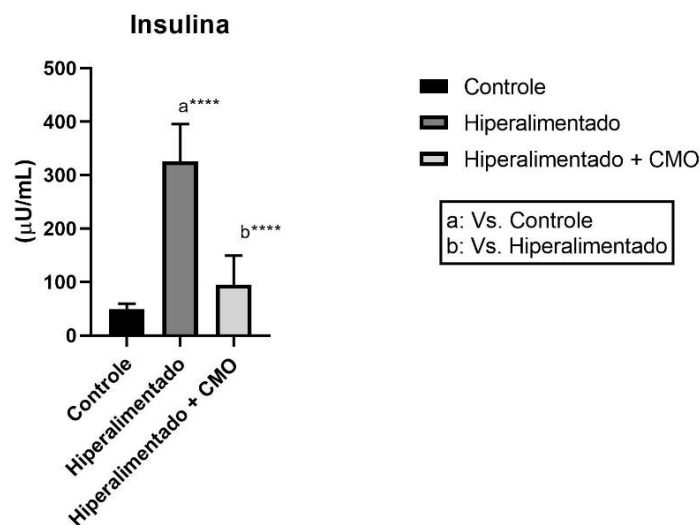 Insulina
500
400
300
200
100
0
(µU/mL)
a****
b****
Controle
Hiperalimentado
Hiperalimentado + CMO
Controle
Hiperalimentado
Hiperalimentado + CMO
a: Vs. Controle
b: Vs. Hiperalimentado